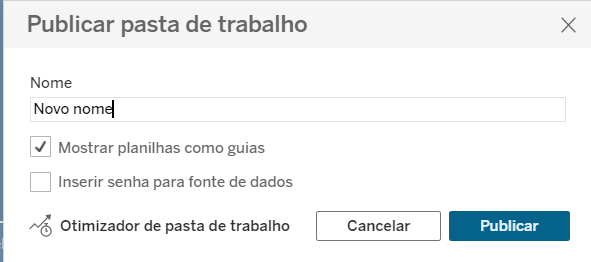 Publicar pasta de trabalho
Nome
Novo nome
Mostrar planilhas como guias
Inserir senha para fonte de dados
Otimizador de pasta de trabalho
Cancelar
Publicar